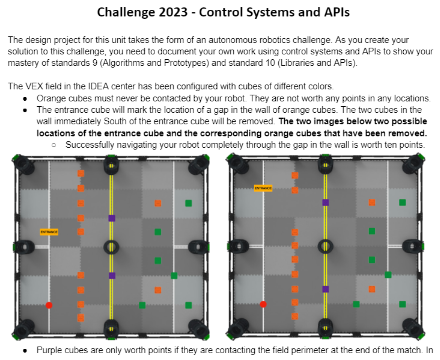 Challenge 2023 - Control Systems and APIs
The design project for this unit takes the form of an autonomous robotics challenge. As you create your
solution to this challenge, you need to document your own work using control systems and APIs to show your
mastery of standards 9 (Algorithms and Prototypes) and standard 10 (Libraries and APIs).
The VEX field in the IDEA center has been configured with cubes of different colors.
● Orange cubes must never be contacted by your robot. They are not worth any points in any locations.
● The entrance cube will mark the location of a gap in the wall of orange cubes. The two cubes in the
wall immediately South of the entrance cube will be removed. The two images below two possible
locations of the entrance cube and the corresponding orange cubes that have been removed.
○ Successfully navigating your robot completely through the gap in the wall is worth ten points.
ENTRANCE
ENTRANCE
● Purple cubes are only worth points if they are contacting the field perimeter at the end of the match. In